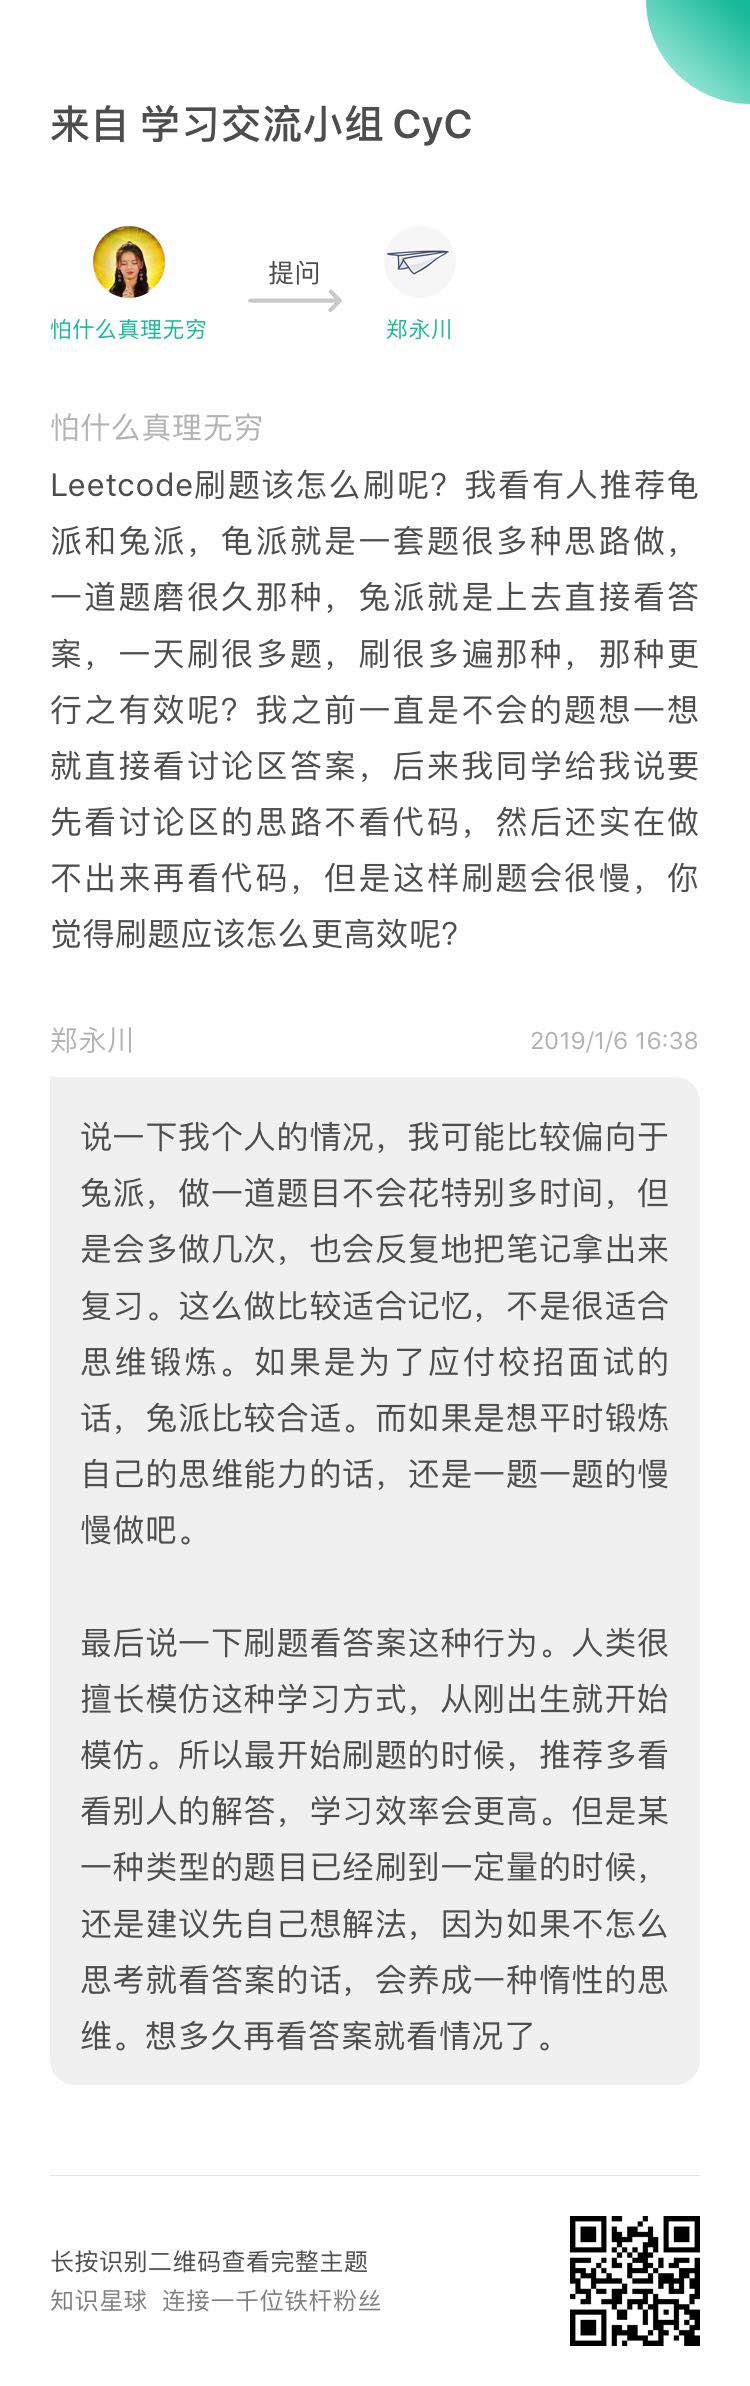 来自 学习交流小组 CyC
提问
怕什么真理无穷
郑永川
怕什么真理无穷
Leetcode刷题该怎么刷呢？我看有人推荐龟
派和兔派，龟派就是一套题很多种思路做，
一道题磨很久那种，兔派就是上去直接看答
案，一天刷很多题，刷很多遍那种，那种更
行之有效呢？我之前一直是不会的题想一想
就直接看讨论区答案，后来我同学给我说要
先看讨论区的思路不看代码，然后还实在做
不出来再看代码，但是这样刷题会很慢，你
觉得刷题应该怎么更高效呢？
郑永川
2019/1/6 16:38
说一下我个人的情况，我可能比较偏向于
兔派，做一道题目不会花特别多时间，但
是会多做几次，也会反复地把笔记拿出来
复习。这么做比较适合记忆，不是很适合
思维锻炼。如果是为了应付校招面试的
话，兔派比较合适。而如果是想平时锻炼
自己的思维能力的话，还是一题一题的慢
慢做吧。
最后说一下刷题看答案这种行为。人类很
擅长模仿这种学习方式，从刚出生就开始
模仿。所以最开始刷题的时候，推荐多看
看别人的解答，学习效率会更高。但是某
一种类型的题目已经刷到一定量的时候，
还是建议先自己想解法，因为如果不怎么
思考就看答案的话，会养成一种惰性的思
维。想多久再看答案就看情况了。
长按识别二维码查看完整主题
知识星球 连接一千位铁杆粉丝